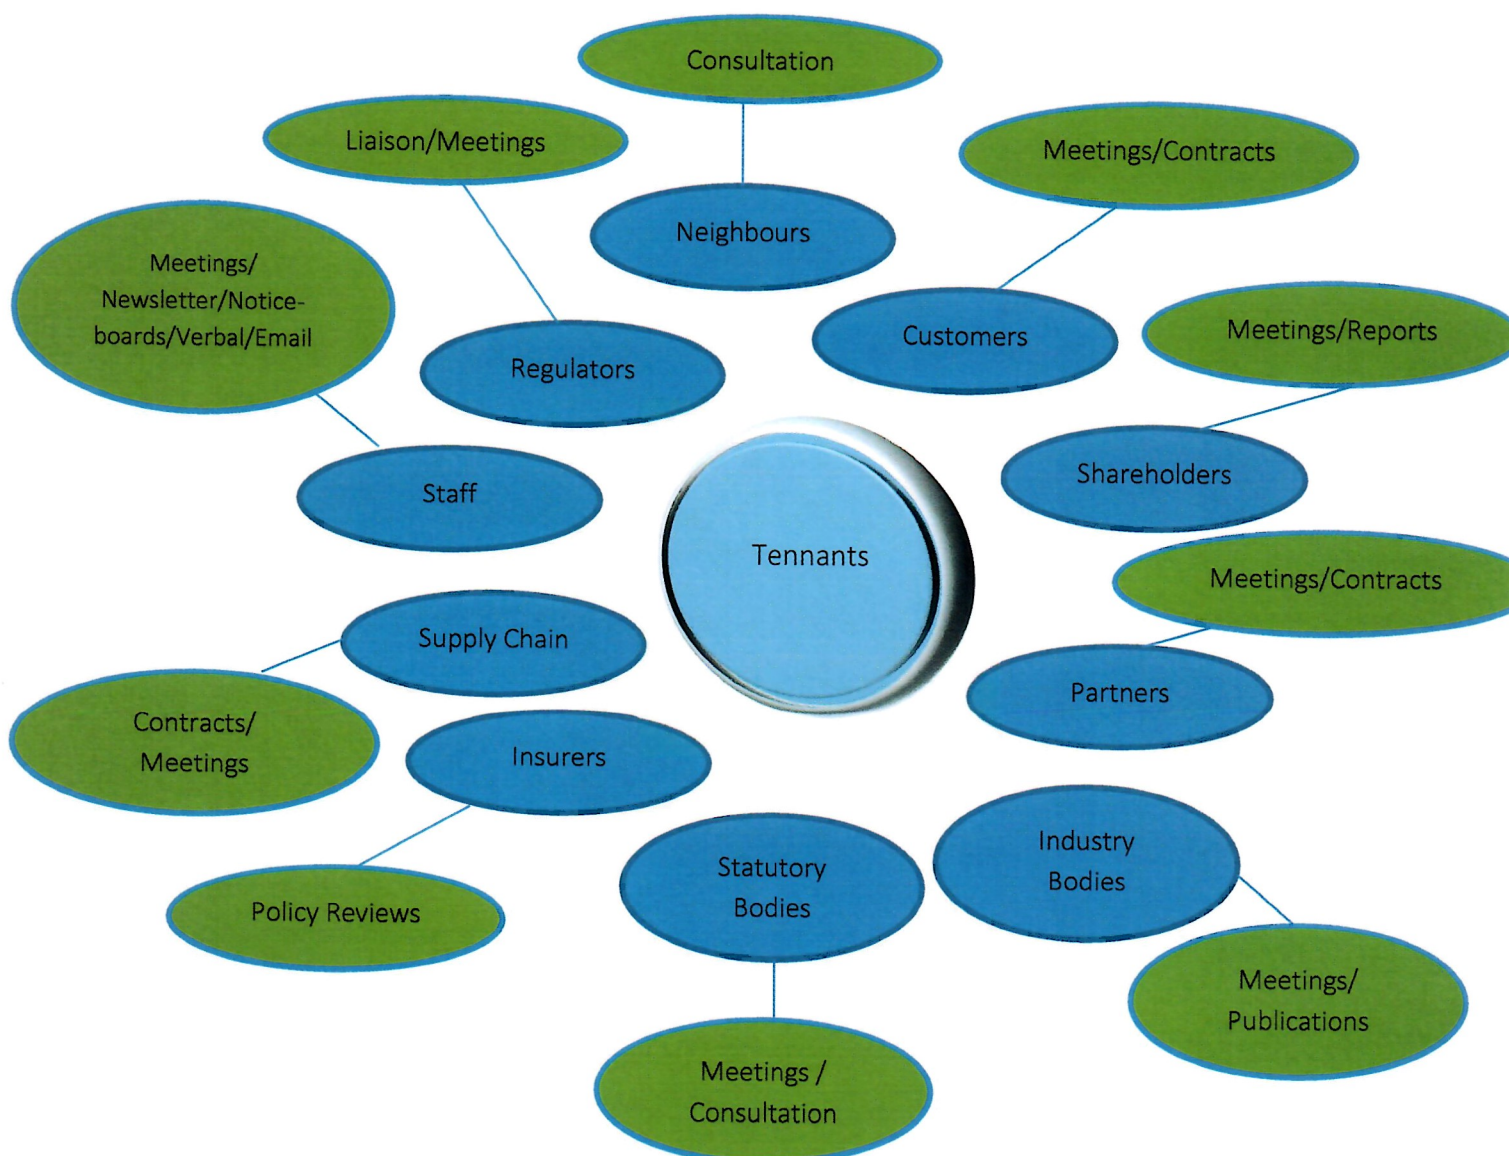 Consultation
Liaison/Meetings
Meetings/Contracts
Neighbours
Meetings/
Newsletter/Notice-
boards/Verbal/Email
Customers
Meetings/Reports
Regulators
Staff
Shareholders
Tennants
Meetings/Contracts
Supply Chain
Partners
Contracts/
Meetings
Insurers
Policy Reviews
Statutory
Bodies
Industry
Bodies
Meetings/
Publications
Meetings /
Consultation